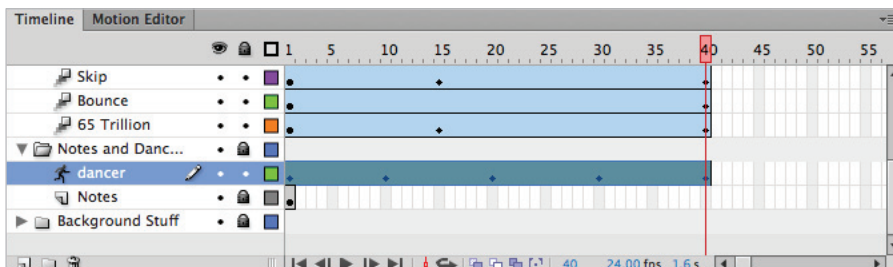 Timeline Motion Editor
1 5 10 15 20 25 30 35 40 45 50 55
Skip
Bounce
65 Trillion
Notes and Danc...
dancer
Notes
Background Stuff
40 24.00 fps 1.6 s